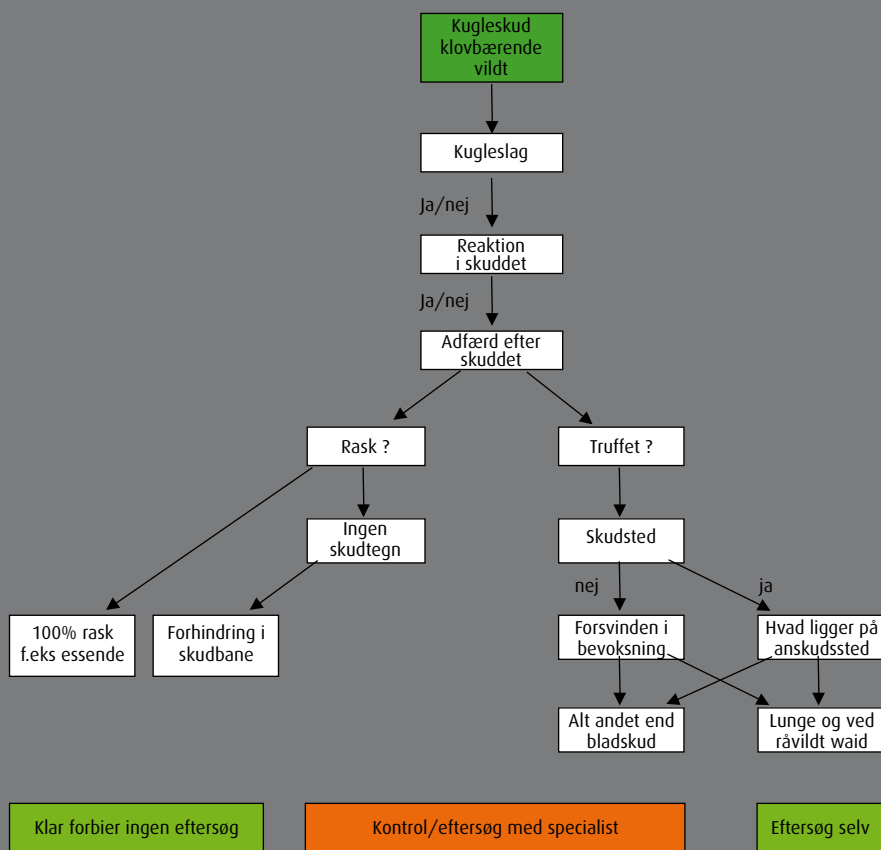 Kugleskud
klovbærende
vildt
Kugleslag
Ja/nej
Reaktion
i skuddet
Ja/nej
Adfærd efter
skuddet
Rask ?
Truffet ?
Ingen
skudtegn
Skudsted
nej
ja
100% rask
f.eks essende
Forhindring i
skudbane
Forsvinden i
bevoksning
Hvad ligger på
anskudssted
Alt andet end
bladskud
Lunge og ved
råvildt waid
Klar forbier ingen eftersøg
Kontrol/eftersøg med specialist
Eftersøg selv